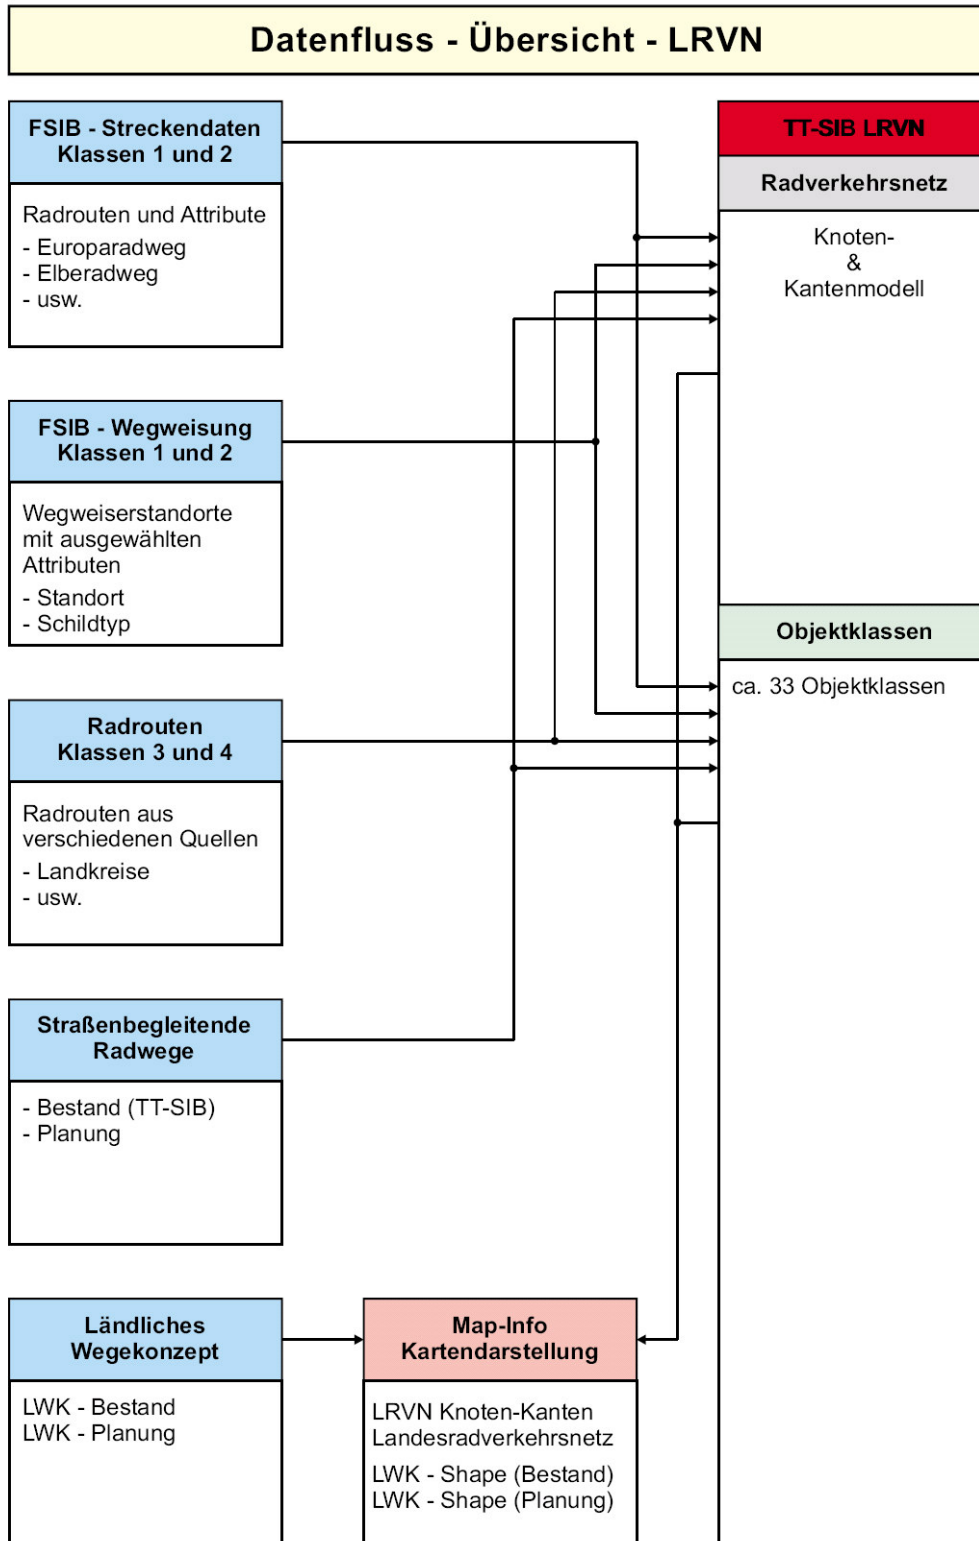 Datenfluss - Übersicht - LRVN
FSIB - Streckendaten
Klassen 1 und 2
Radrouten und Attribute
- Europaradweg
- Elberadweg
- usw.
FSIB - Wegweisung
Klassen 1 und 2
Wegweiserstandorte
mit ausgewählten
Attributen
- Standort
- Schildtyp
Radrouten
Klassen 3 und 4
Radrouten aus
verschiedenen Quellen
- Landkreise
- usw.
Straßenbegleitende
Radwege
- Bestand (TT-SIB)
- Planung
Ländliches
Wegekonzept
LWK - Bestand
LWK - Planung
Map-Info
Kartendarstellung
LRVN Knoten-Kanten
Landesradverkehrsnetz
LWK - Shape (Bestand)
LWK - Shape (Planung)
TT-SIB LRVN
Radverkehrsnetz
Knoten-
&
Kantenmodell
Objektklassen
ca. 33 Objektklassen